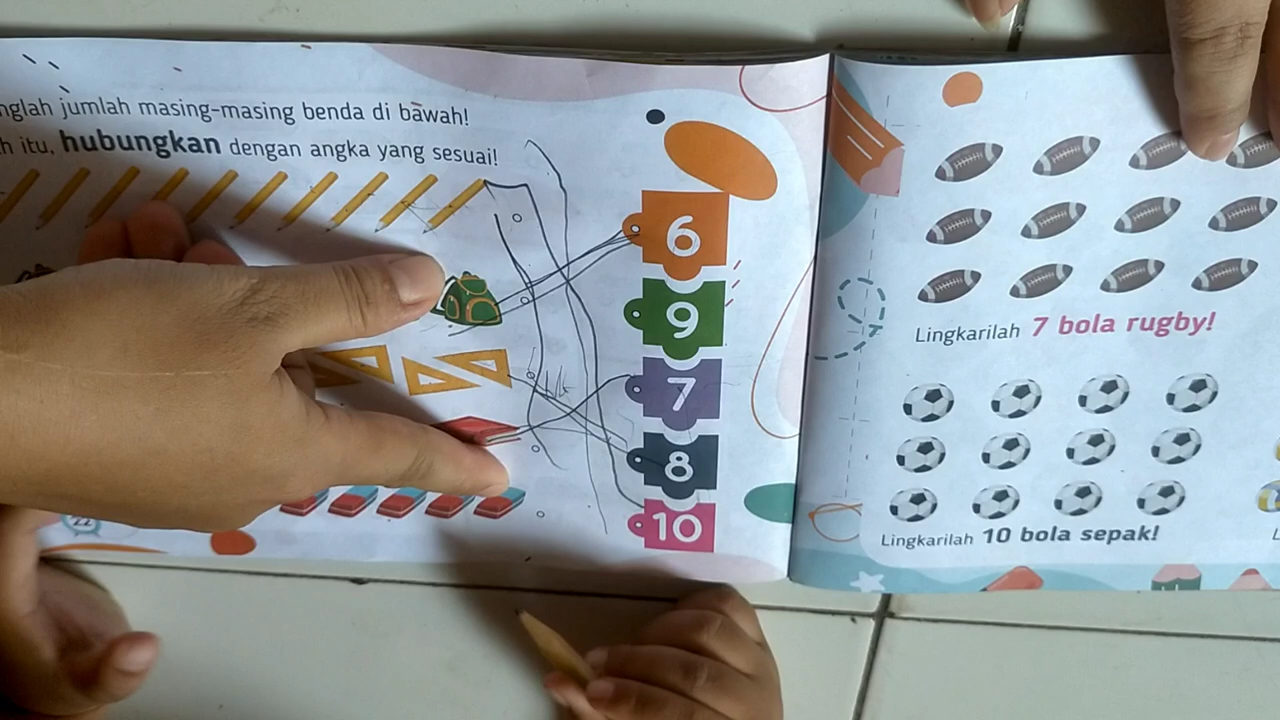 nglah jumlah masing-masing benda di bawah!
h itu, hubungkan dengan angka yang sesuai!
6
9
7
8
10
22
Lingkarilah 7 bola rugby!
Lingkarilah 10 bola sepak!
L